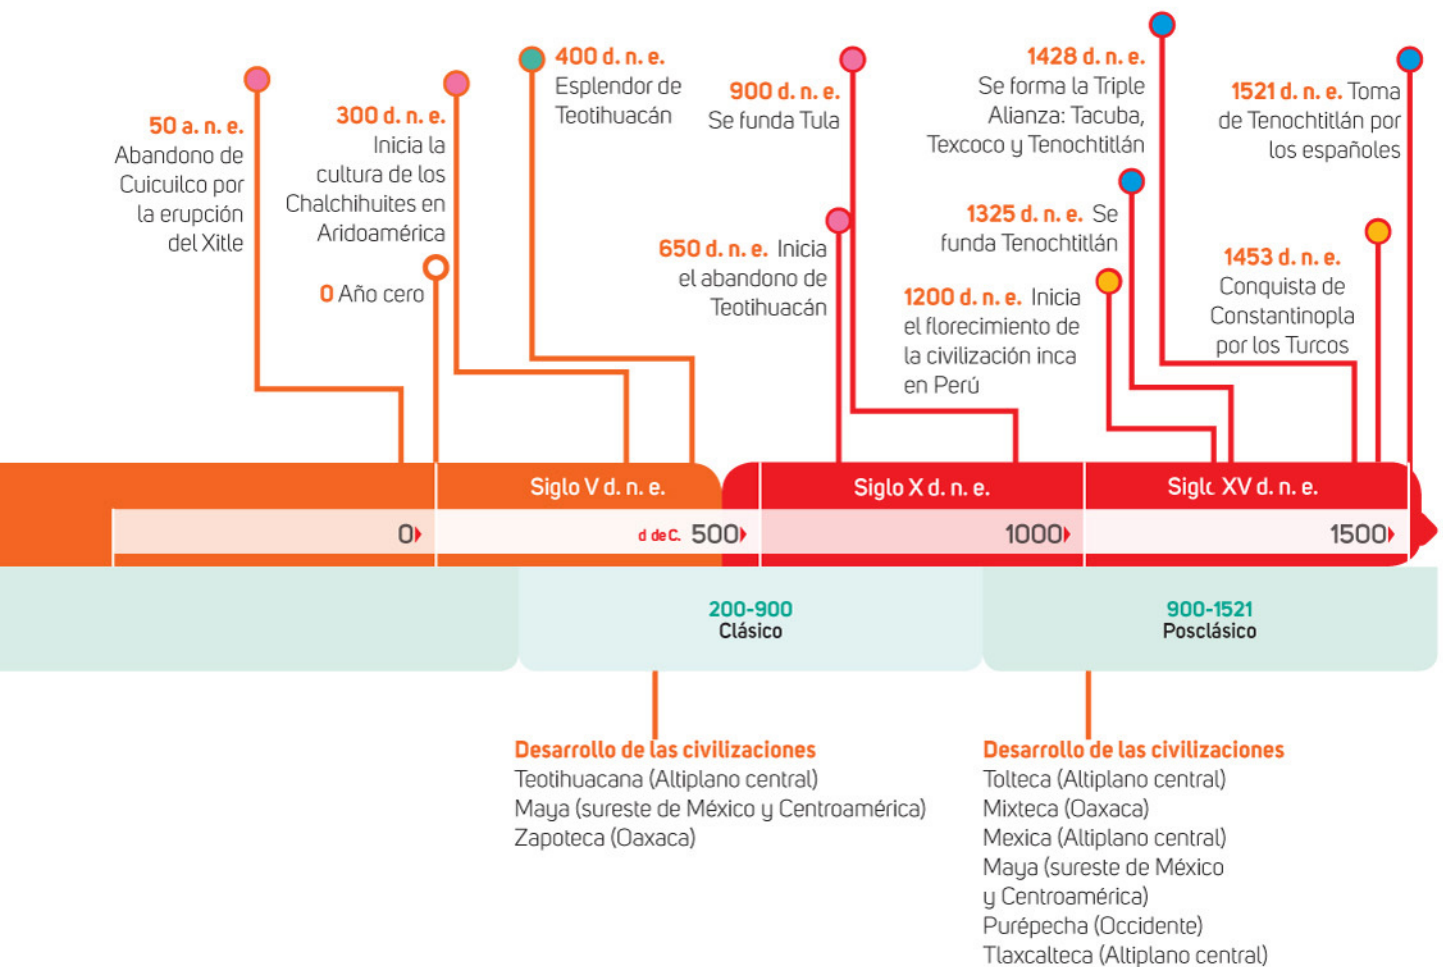 50 a. n. e.
Abandono de
Cuicuilco por
la erupción
del Xitle
300 d. n. e.
Inicia la
cultura de los
Chalchihuites en
Aridoamérica
0 Año cero
400 d. n. e.
Esplendor de
Teotihuacán
900 d. n. e.
Se funda Tula
650 d. n. e. Inicia
el abandono de
Teotihuacán
1428 d. n. e.
Se forma la Triple
Alianza: Tacuba,
Texcoco y Tenochtitlán
1325 d. n. e. Se
funda Tenochtitlán
1200 d. n. e. Inicia
el florecimiento de
la civilización inca
en Perú
1521 d. n. e. Toma
de Tenochtitlán por
los españoles
1453 d. n. e.
Conquista de
Constantinopla
por los Turcos
Siglo V d. n. e.
Siglo X d. n. e.
Siglo XV d. n. e.
0
d de C. 500
1000
1500
200-900
Clásico
900-1521
Posclásico
Desarrollo de las civilizaciones
Teotihuacana (Altiplano central)
Maya (sureste de México y Centroamérica)
Zapoteca (Oaxaca)
Desarrollo de las civilizaciones
Tolteca (Altiplano central)
Mixteca (Oaxaca)
Mexica (Altiplano central)
Maya (sureste de México
y Centroamérica)
Purépecha (Occidente)
Tlaxcalteca (Altiplano central)